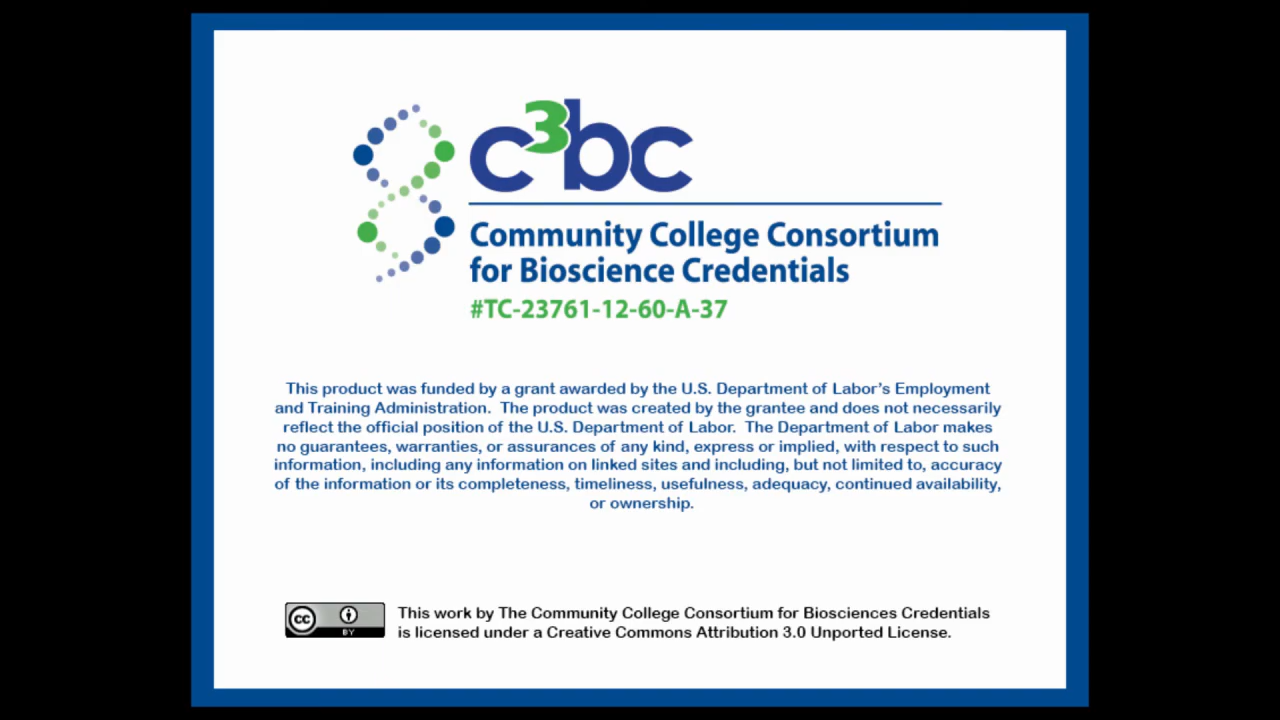 c3bc
Community College Consortium
for Bioscience Credentials
#TC-23761-12-60-A-37
This product was funded by a grant awarded by the U.S. Department of Labor's Employment
and Training Administration.  The product was created by the grantee and does not necessarily
reflect the official position of the U.S. Department of Labor.  The Department of Labor makes
no guarantees, warranties, or assurances of any kind, express or implied, with respect to such
information, including any information on linked sites and including, but not limited to, accuracy
of the information or its completeness, timeliness, usefulness, adequacy, continued availability,
or ownership.
cc BY
This work by The Community College Consortium for Biosciences Credentials
is licensed under a Creative Commons Attribution 3.0 Unported License.